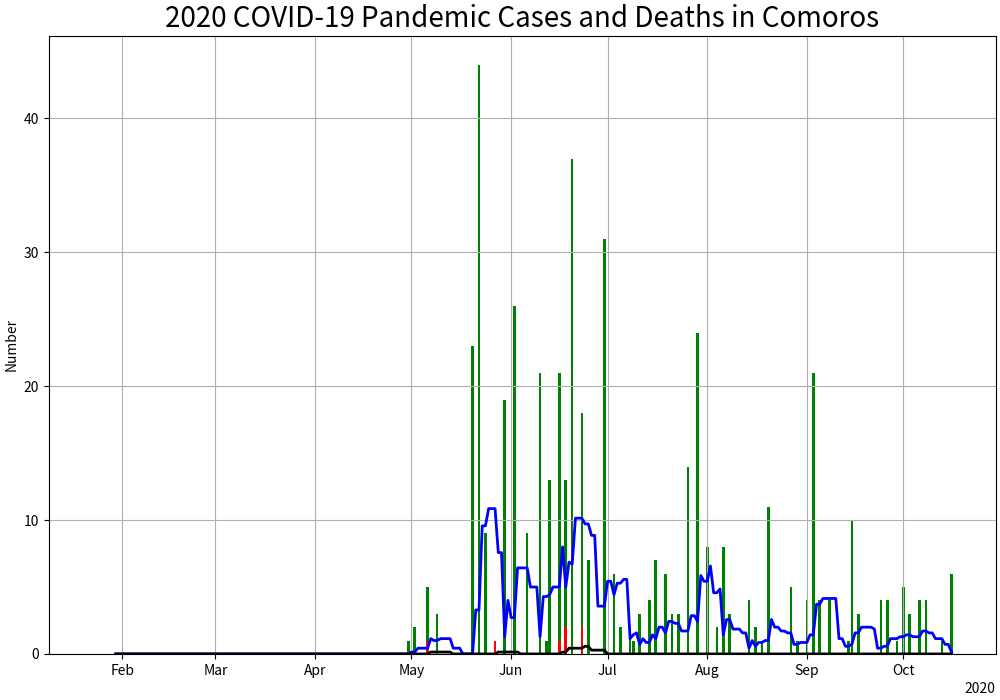 2020 COVID-19 Pandemic Cases and Deaths in Comoros
Number
40
30
20
10
0
Feb Mar Apr May Jun Jul Aug Sep Oct
2020